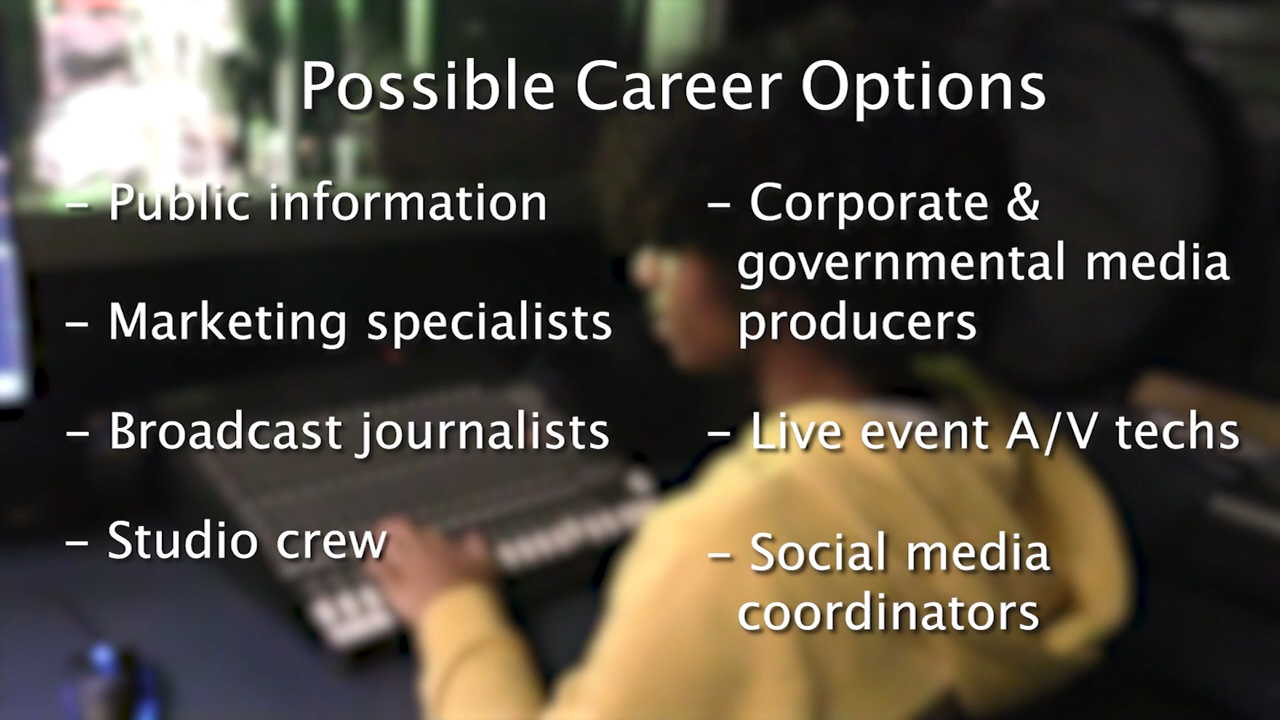 Possible Career Options
– Public information
– Marketing specialists
– Broadcast journalists
– Studio crew
– Corporate &
governmental media
producers
– Live event A/V techs
– Social media
coordinators